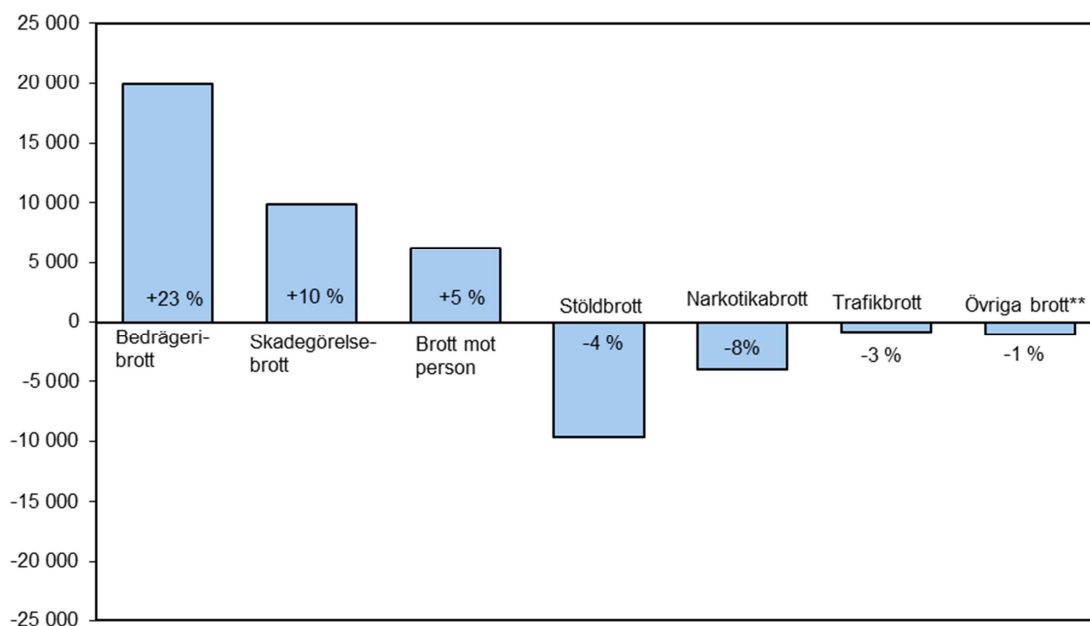 25 000
20 000
15 000
10 000
5 000
0
-5 000
-10 000
-15 000
-20 000
-25 000
+23 %
Bedrägeri-
brott
+10 %
Skadegörelse-
brott
+5 %
Brott mot
person
Stöldbrott
-4 %
Narkotikabrott
-8%
Trafikbrott
-3 %
Övriga brott**
-1 %